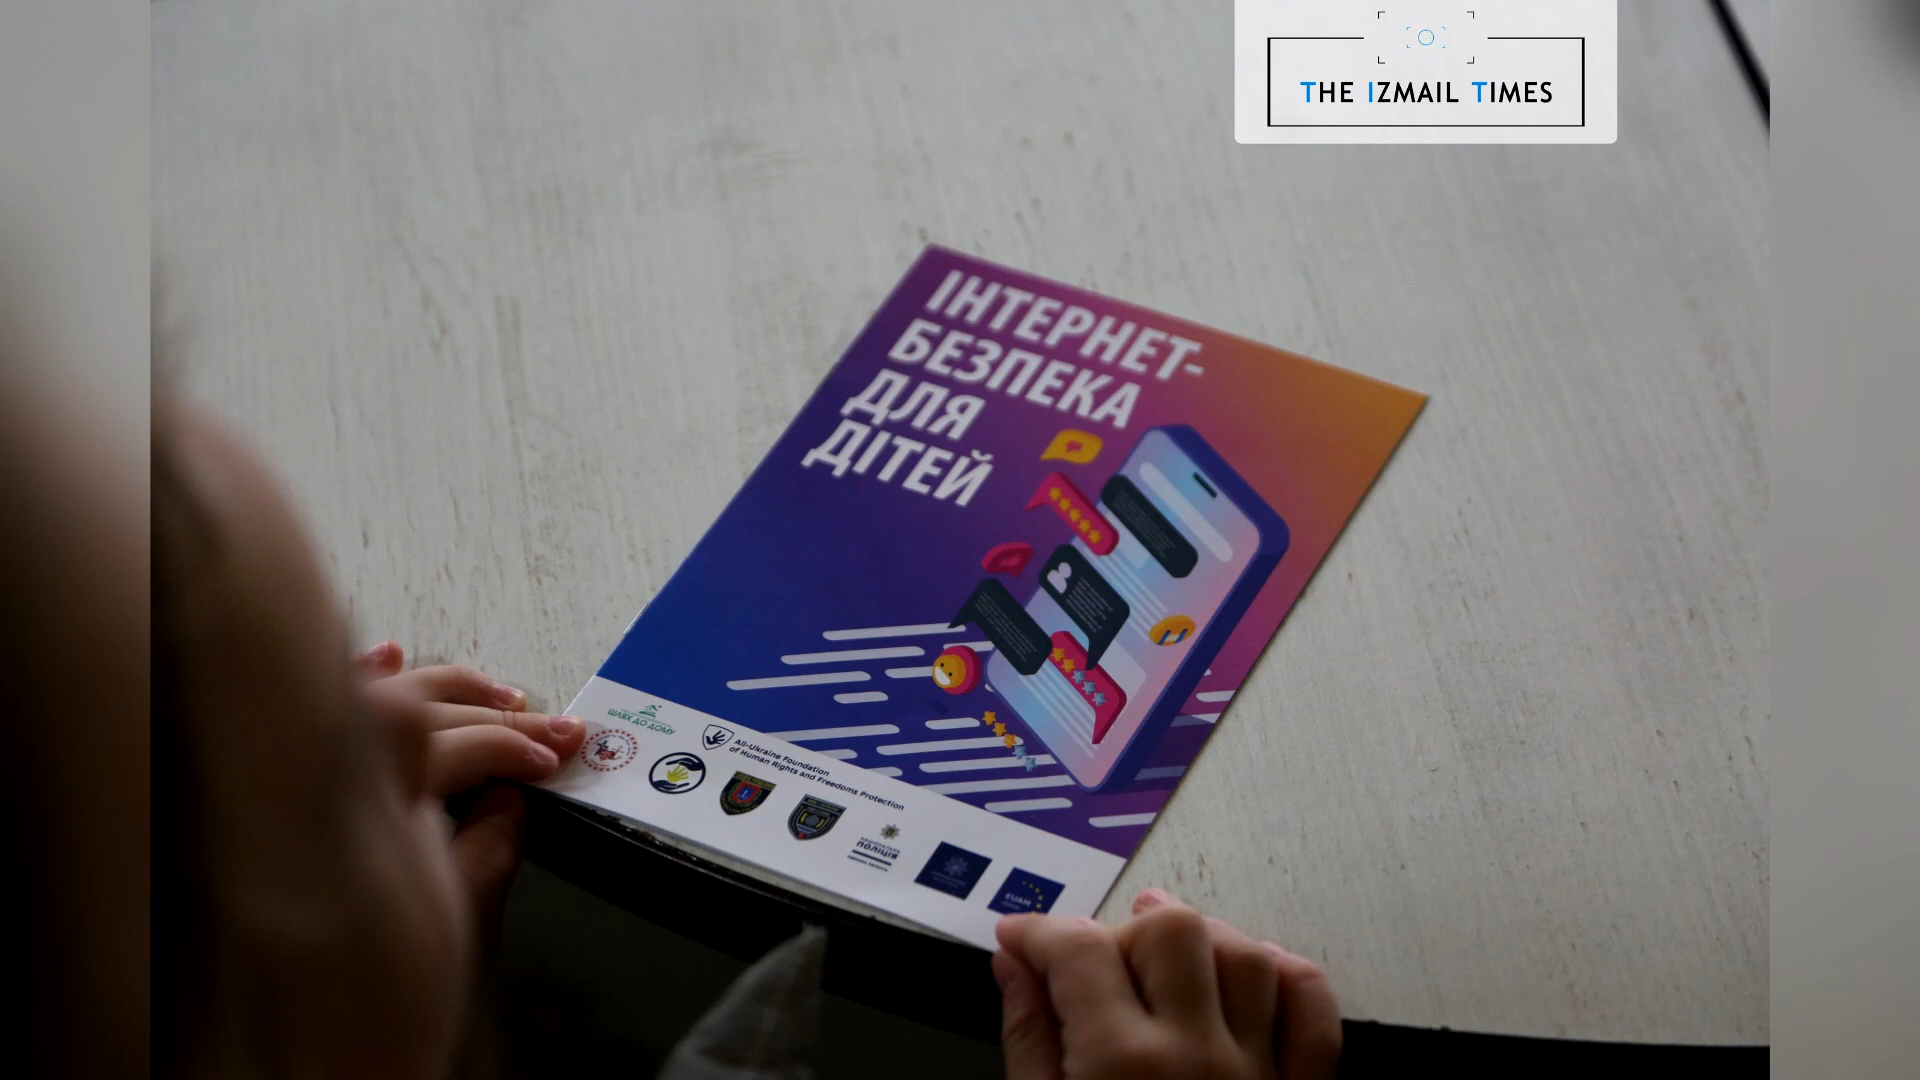 THE IZMAIL TIMES
ІНТЕРНЕТ-
БЕЗПЕКА
ДЛЯ
ДІТЕЙ
ШЛЯХ ДО ДОМУ
All-Ukraine Foundation
of Human Rights and Freedoms Protection
НАЦІОНАЛЬНА
ПОЛІЦІЯ
EUAM